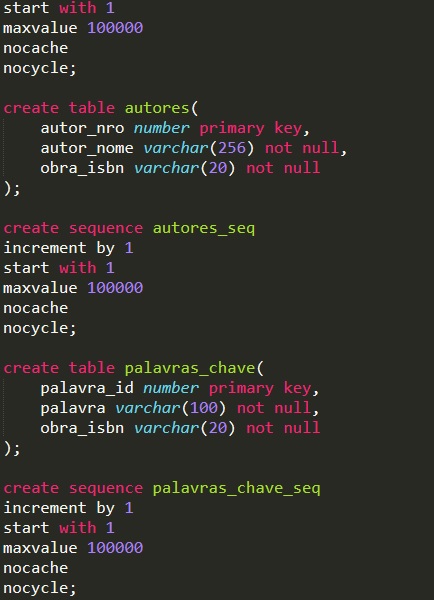 start with 1
maxvalue 100000
nocache
nocycle;
create table autores(
autor_nro number primary key,
autor_nome varchar(256) not null,
obra_isbn varchar(20) not null
);
create sequence autores_seq
increment by 1
start with 1
maxvalue 100000
nocache
nocycle;
create table palavras_chave(
palavra_id number primary key,
palavra varchar(100) not null,
obra_isbn varchar(20) not null
);
create sequence palavras_chave_seq
increment by 1
start with 1
maxvalue 100000
nocache
nocycle;